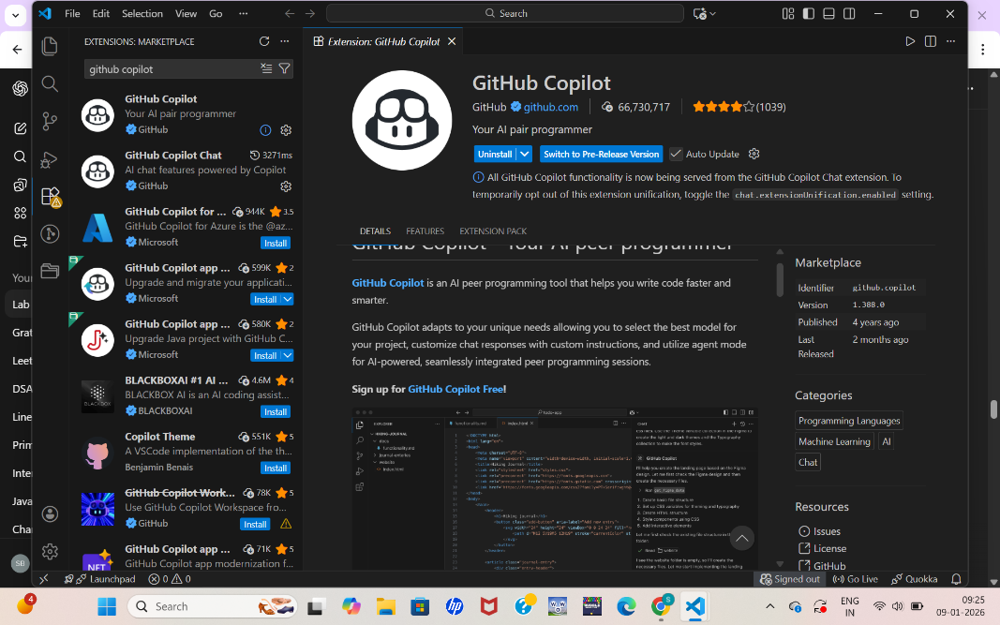 File Edit Selection View Go ··· Search
EXTENSIONS: MARKETPLACE
Extension: GitHub Copilot
github copilot
GitHub Copilot
Your AI pair programmer
GitHub
GitHub Copilot Chat 3271ms
AI chat features powered by Copilot
GitHub
GitHub Copilot for ... 944K 3.5
GitHub Copilot for Azure is the @az...
Microsoft Install
GitHub Copilot app ... 599K 2
Upgrade and migrate your applicati...
Microsoft Install
GitHub Copilot app ... 580K 2
Upgrade Java project with GitHub C...
Microsoft Install
BLACKBOXAI #1 AI ... 4.6M 4
BLACKBOX AI is an AI coding assist...
BLACKBOXAI Install
Copilot Theme 551K 5
A VSCode implementation of the th...
Benjamin Benais Install
GitHub Copilot Work... 78K 5
Use GitHub Copilot Workspace fro...
GitHub Install
GitHub Copilot app ... 71K 5
GitHub Copilot app modernization f...
.NET
GitHub Copilot
GitHub github.com 66,730,717 (1039)
Your AI pair programmer
Uninstall Switch to Pre-Release Version Auto Update
All GitHub Copilot functionality is now being served from the GitHub Copilot Chat extension. To
temporarily opt out of this extension unification, toggle the chat.extensionUnification.enabled setting.
DETAILS FEATURES EXTENSION PACK
GitHub Copilot - Your AI peer programmer
GitHub Copilot is an AI peer programming tool that helps you write code faster and
smarter.
GitHub Copilot adapts to your unique needs allowing you to select the best model for
your project, customize chat responses with custom instructions, and utilize agent mode
for AI-powered, seamlessly integrated peer programming sessions.
Sign up for GitHub Copilot Free!
Marketplace
Identifier github.copilot
Version 1.388.0
Published 4 years ago
Last 2 months ago
Released
Categories
Programming Languages
Machine Learning AI
Chat
Resources
Issues
License
GitHub
Launchpad 0 0
Signed out Go Live Quokka
You
Lab
Grat
Leet
DSA
Line
Prim
Inte
Java
Cha
SB
4
Search
ENG
IN
09:25
09-01-2026